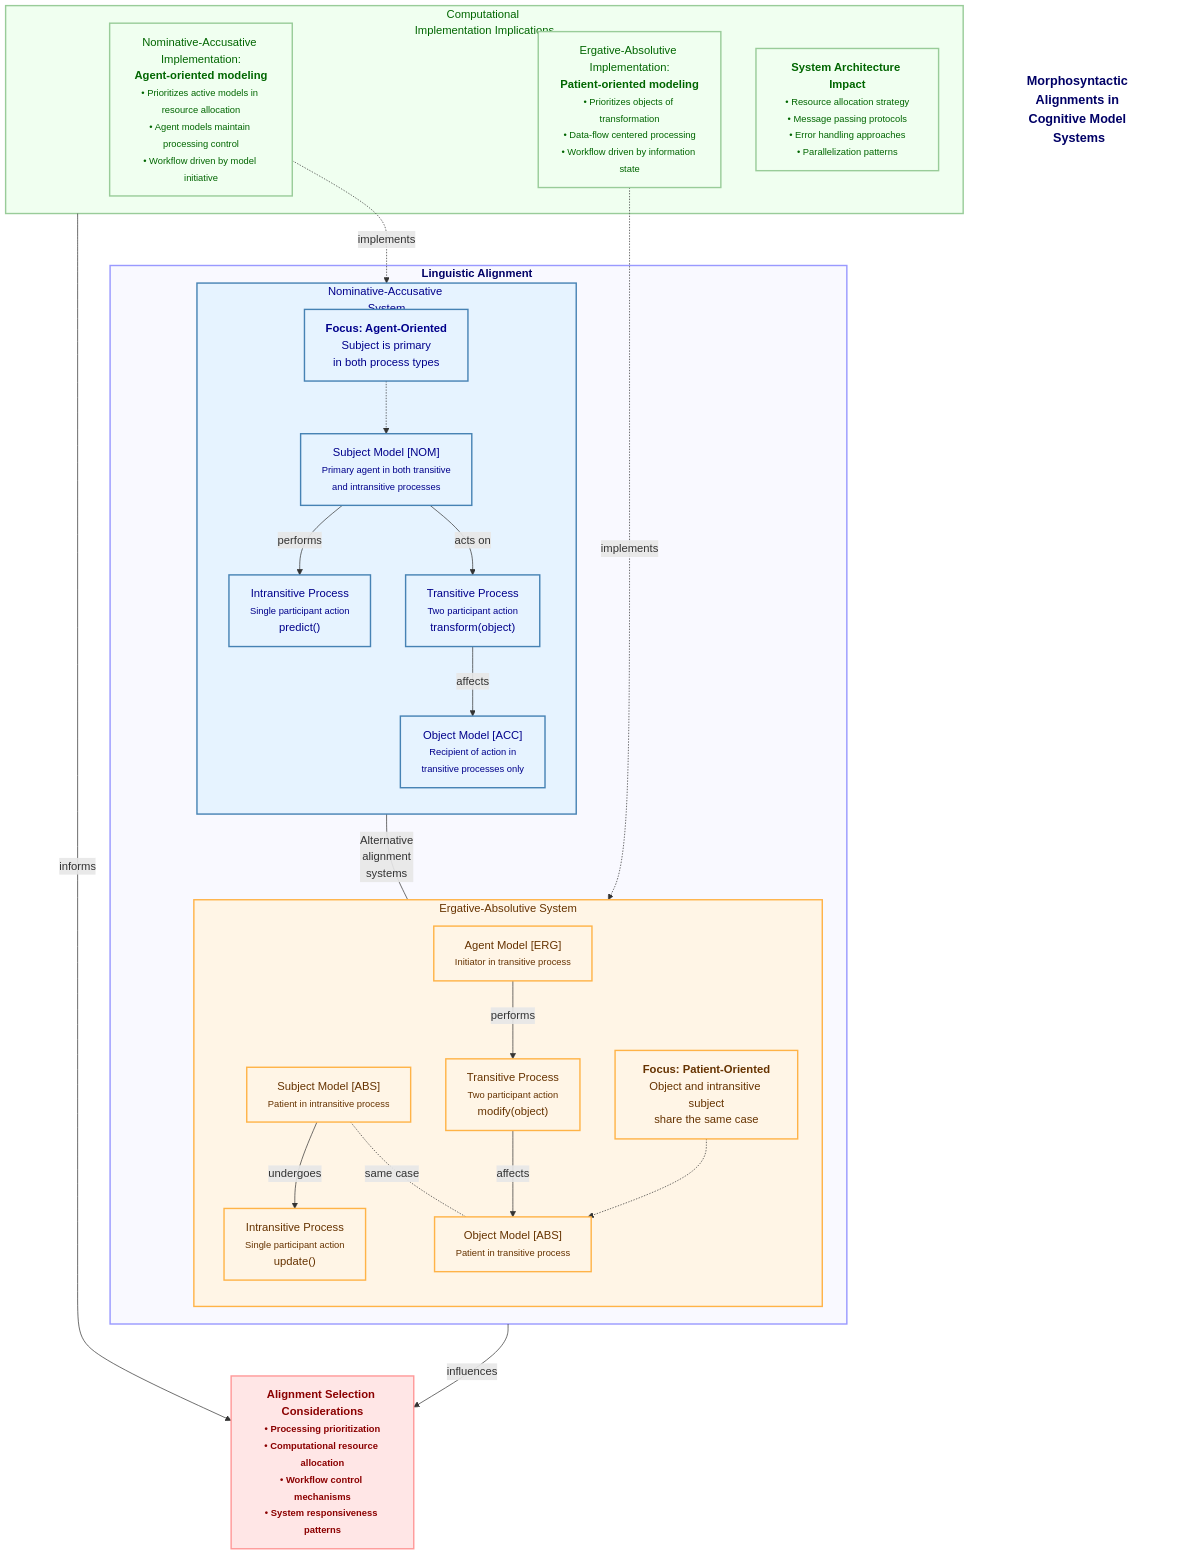 Computational
Implementation Implications
Nominative-Accusative
Implementation:
Agent-oriented modeling
• Prioritizes active models in
resource allocation
• Agent models maintain
processing control
• Workflow driven by model
initiative
Ergative-Absolutive
Implementation:
Patient-oriented modeling
• Prioritizes objects of
transformation
• Data-flow centered processing
• Workflow driven by information
state
System Architecture
Impact
• Resource allocation strategy
• Message passing protocols
• Error handling approaches
• Parallelization patterns
Morphosyntactic
Alignments in
Cognitive Model
Systems
implements
Linguistic Alignment
Nominative-Accusative
System
Focus: Agent-Oriented
Subject is primary
in both process types
Subject Model [NOM]
Primary agent in both transitive
and intransitive processes
performs
acts on
implements
Intransitive Process
Single participant action
predict()
Transitive Process
Two participant action
transform(object)
affects
Object Model [ACC]
Recipient of action in
transitive processes only
Alternative
alignment
systems
informs
Ergative-Absolutive System
Agent Model [ERG]
Initiator in transitive process
performs
Subject Model [ABS]
Patient in intransitive process
Transitive Process
Two participant action
modify(object)
Focus: Patient-Oriented
Object and intransitive
subject
share the same case
undergoes
same case
affects
Intransitive Process
Single participant action
update()
Object Model [ABS]
Patient in transitive process
influences
Alignment Selection
Considerations
• Processing prioritization
• Computational resource
allocation
• Workflow control
mechanisms
• System responsiveness
patterns